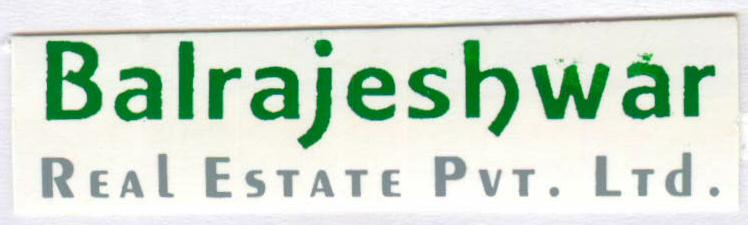 Balrajeshwar
Real Estate Pvt. Ltd.